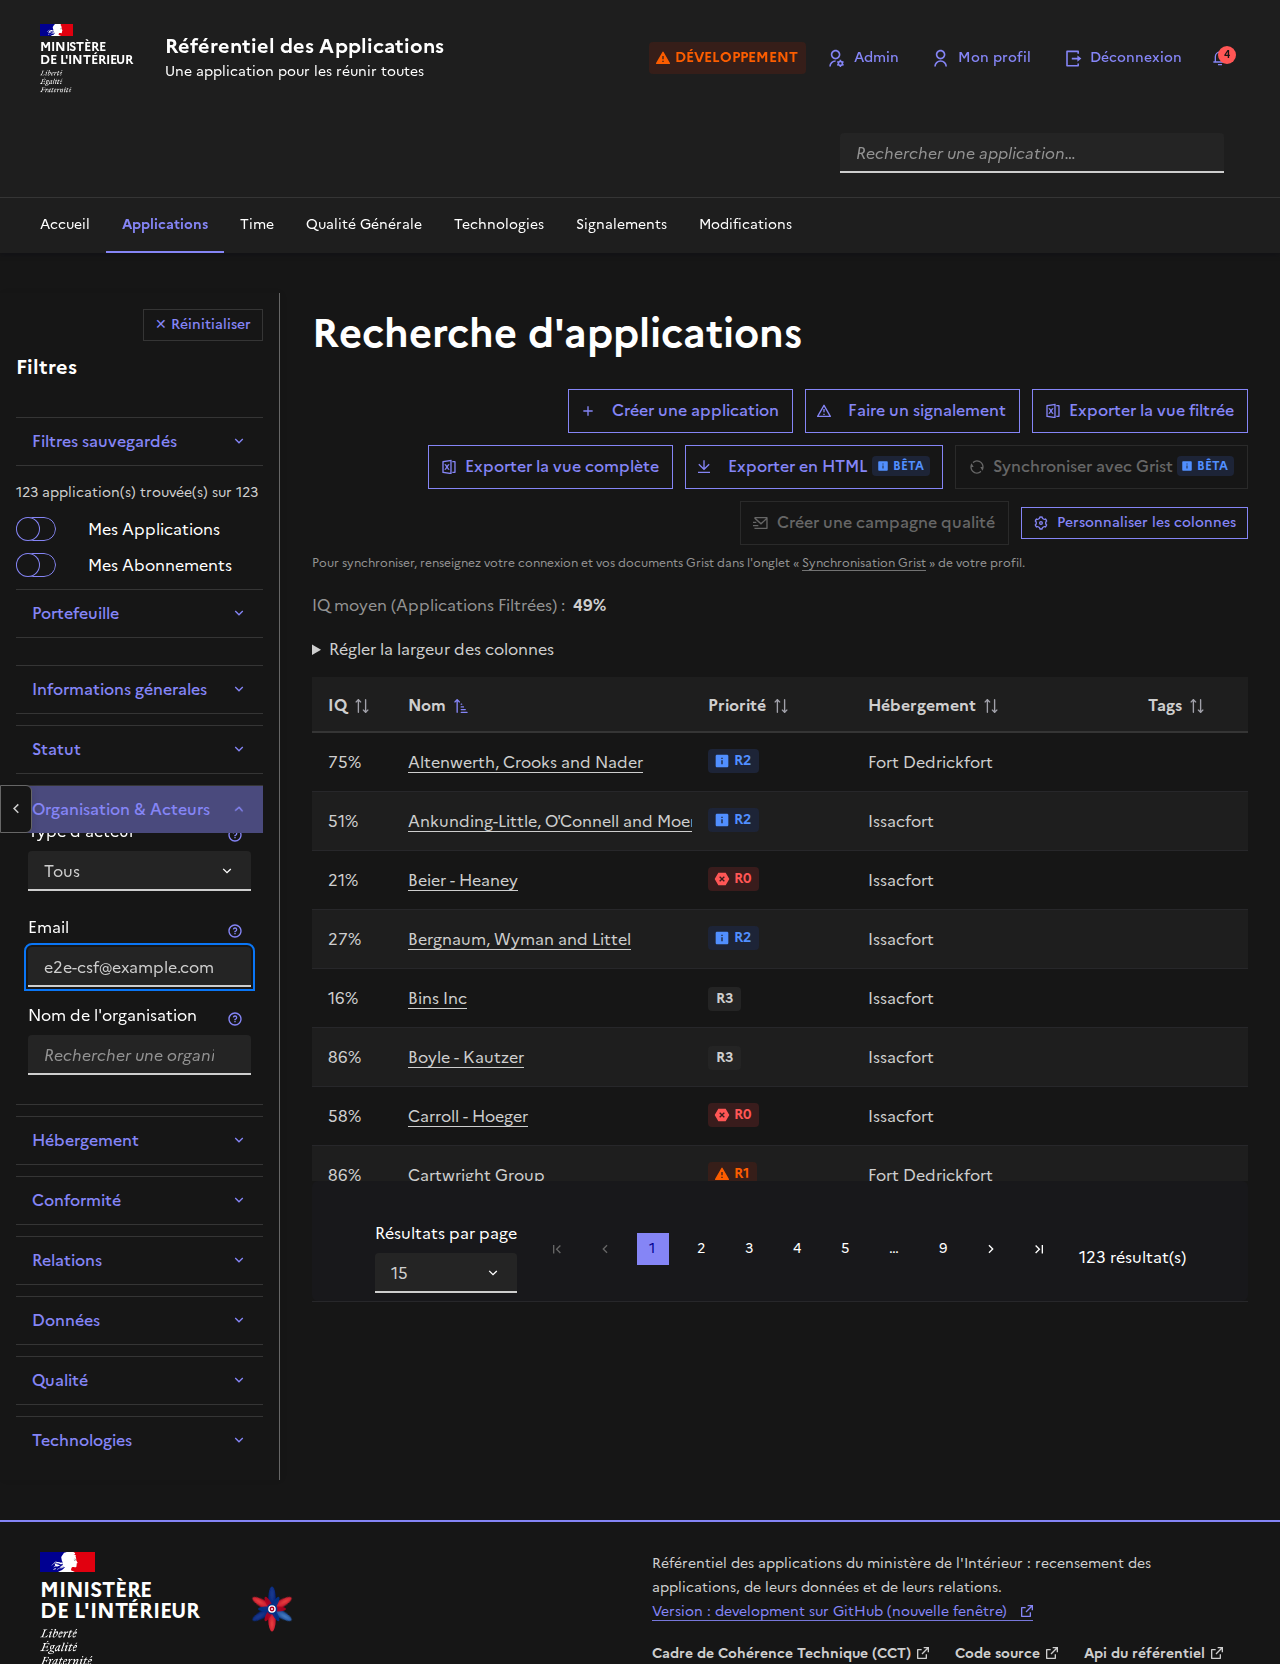 MINISTÈRE
DE L'INTÉRIEUR
Liberté
Égalité
Fraternité
Référentiel des Applications
Une application pour les réunir toutes
DÉVELOPPEMENT
Admin
Mon profil
Déconnexion
4
Rechercher une application...
Accueil
Applications
Time
Qualité Générale
Technologies
Signalements
Modifications
✕ Réinitialiser
Filtres
Filtres sauvegardés
123 application(s) trouvée(s) sur 123
Mes Applications
Mes Abonnements
Portefeuille
Informations génerales
Statut
Organisation & Acteurs
Type d'acteur
Tous
Email
e2e-csf@example.com
Nom de l'organisation
Rechercher une organi
Hébergement
Conformité
Relations
Données
Qualité
Technologies
Recherche d'applications
Créer une application
Faire un signalement
Exporter la vue filtrée
Exporter la vue complète
Exporter en HTML BÊTA
Synchroniser avec Grist BÊTA
Créer une campagne qualité
Personnaliser les colonnes
Pour synchroniser, renseignez votre connexion et vos documents Grist dans l'onglet « Synchronisation Grist » de votre profil.
IQ moyen (Applications Filtrées) : 49%
Régler la largeur des colonnes
IQ Nom Priorité Hébergement Tags
75% Altenwerth, Crooks and Nader R2 Fort Dedrickfort
51% Ankunding-Little, O'Connell and Moen R2 Issacfort
21% Beier - Heaney R0 Issacfort
27% Bergnaum, Wyman and Littel R2 Issacfort
16% Bins Inc R3 Issacfort
86% Boyle - Kautzer R3 Issacfort
58% Carroll - Hoeger R0 Issacfort
86% Cartwright Group R1 Fort Dedrickfort
Résultats par page
15
1 2 3 4 5 … 9
123 résultat(s)
MINISTÈRE
DE L'INTÉRIEUR
Liberté
Égalité
Fraternité
Référentiel des applications du ministère de l'Intérieur : recensement des
applications, de leurs données et de leurs relations.
Version : development sur GitHub (nouvelle fenêtre)
Cadre de Cohérence Technique (CCT)
Code source
Api du référentiel